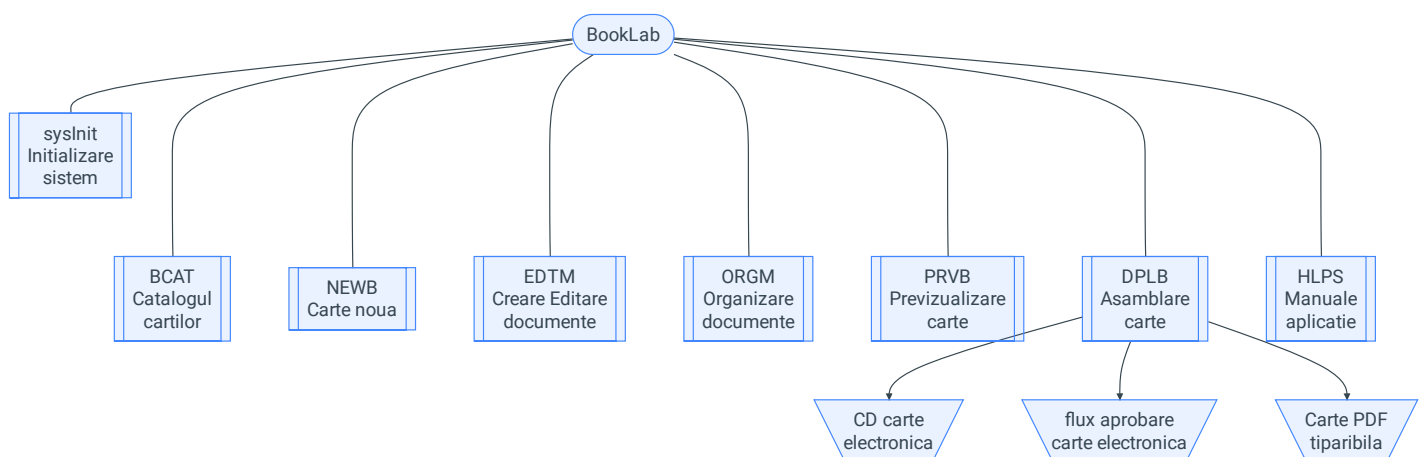 BookLab
sysInit
Initializare
sistem
BCAT
Catalogul
cartilor
NEWB
Carte noua
EDTM
Creare Editare
documente
ORGM
Organizare
documente
PRVB
Previzualizare
carte
DPLB
Asamblare
carte
HLPS
Manuale
aplicatie
CD carte
electronica
flux aprobare
carte electronica
Carte PDF
tiparibila